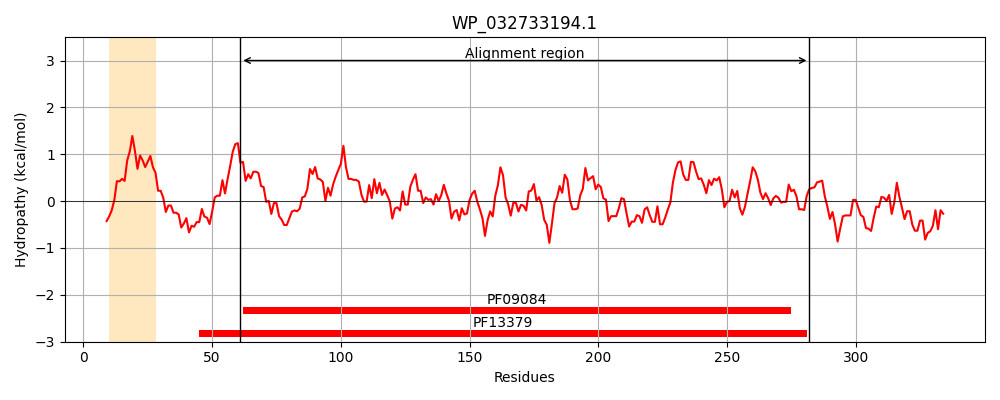 WP_032733194.1
Alignment region
Hydropathy (kcal/mol)
3
2
1
0
−1
−2
−3
PF09084
PF13379
0 50 100 150 200 250 300
Residues